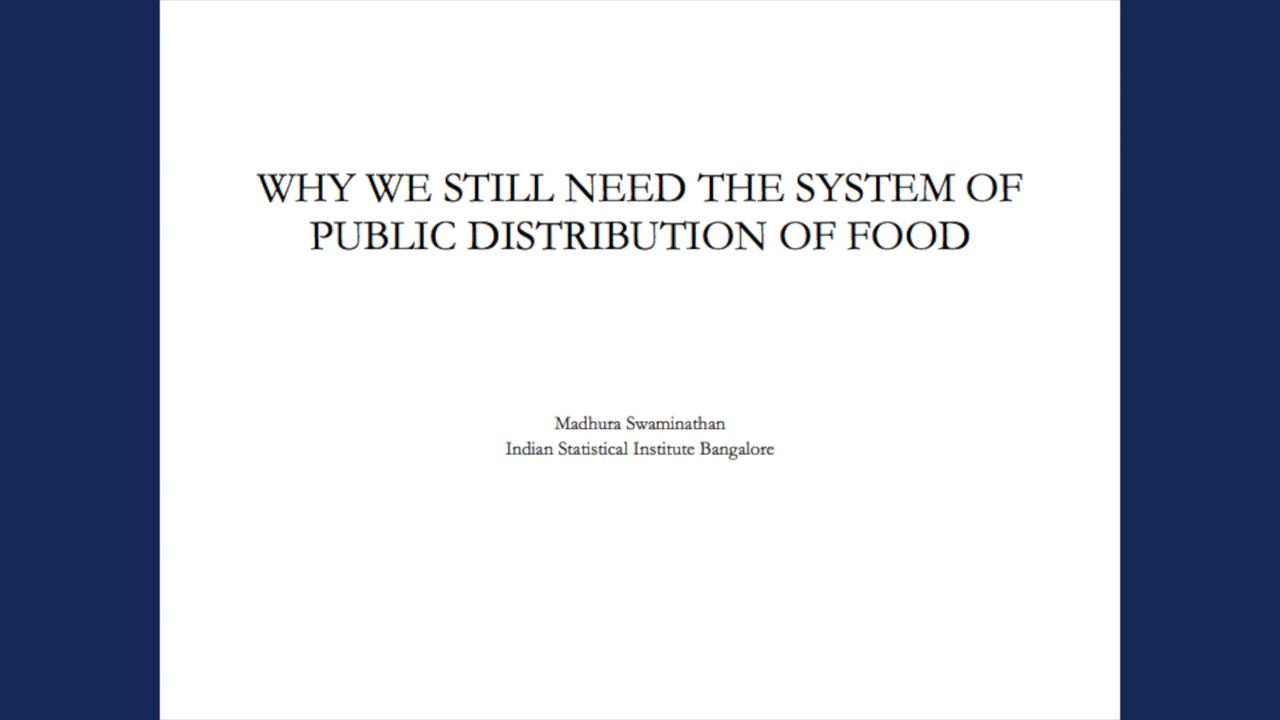 WHY WE STILL NEED THE SYSTEM OF
PUBLIC DISTRIBUTION OF FOOD
Madhura Swaminathan
Indian Statistical Institute Bangalore